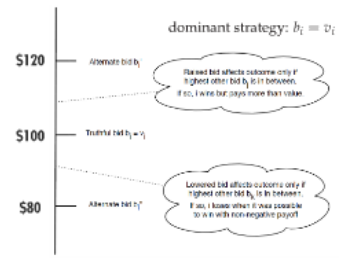 dominant strategy: bᵢ = vᵢ
$120
Alternate bid bᵢ'
Raised bid affects outcome only if
highest other bid bⱼ is in between.
If so, i wins but pays more than value.
$100
Truthful bid bᵢ = vᵢ
Lowered bid affects outcome only if
highest other bid bₖ is in between.
If so, i loses when it was possible
to win with non-negative payoff
$80
Alternate bid bᵢ''